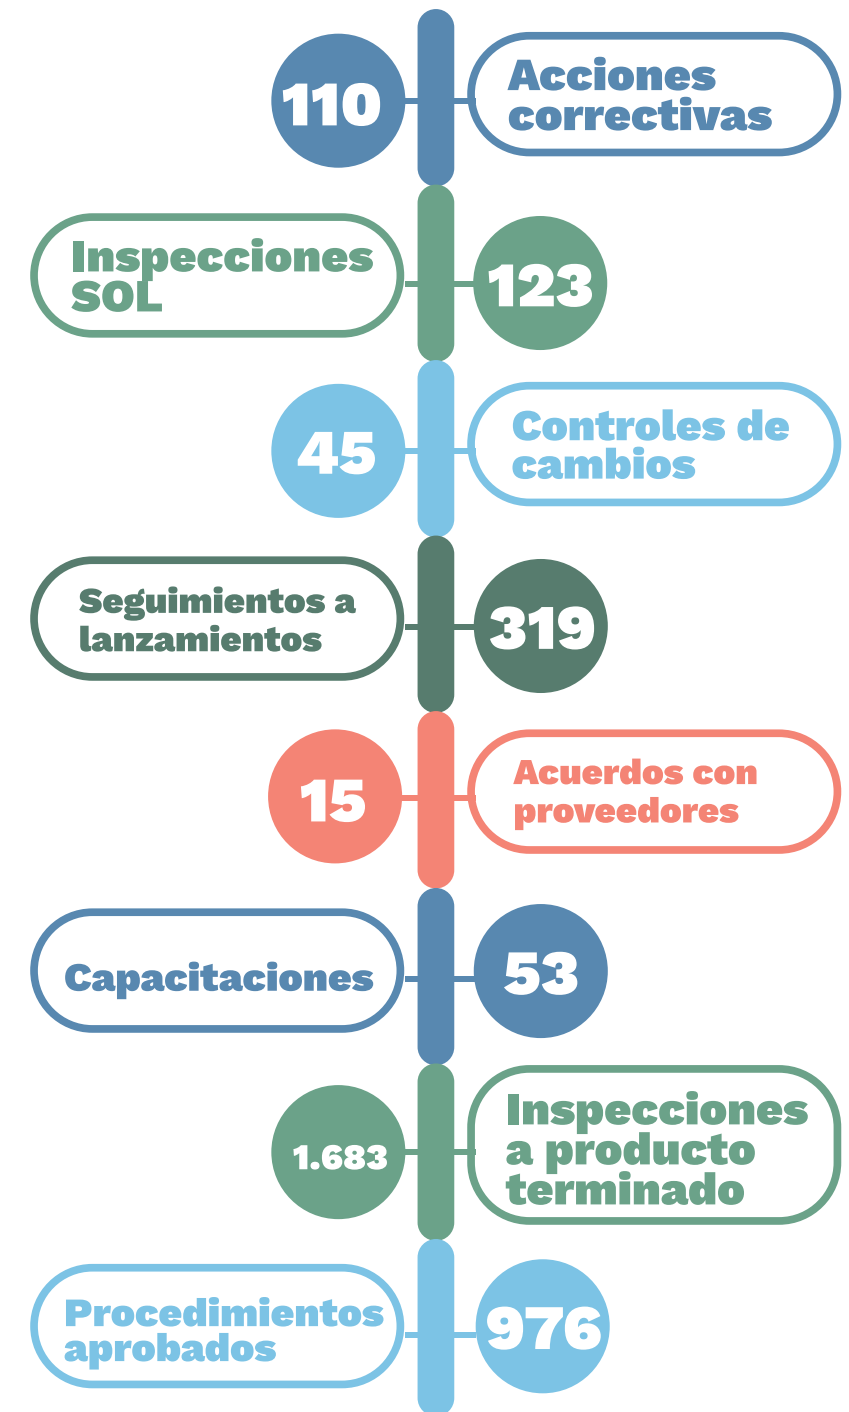 110
Acciones
correctivas
Inspecciones
SOL
123
45
Controles de
cambios
Seguimientos a
lanzamientos
319
15
Acuerdos con
proveedores
Capacitaciones
53
1.683
Inspecciones
a producto
terminado
Procedimientos
aprobados
976